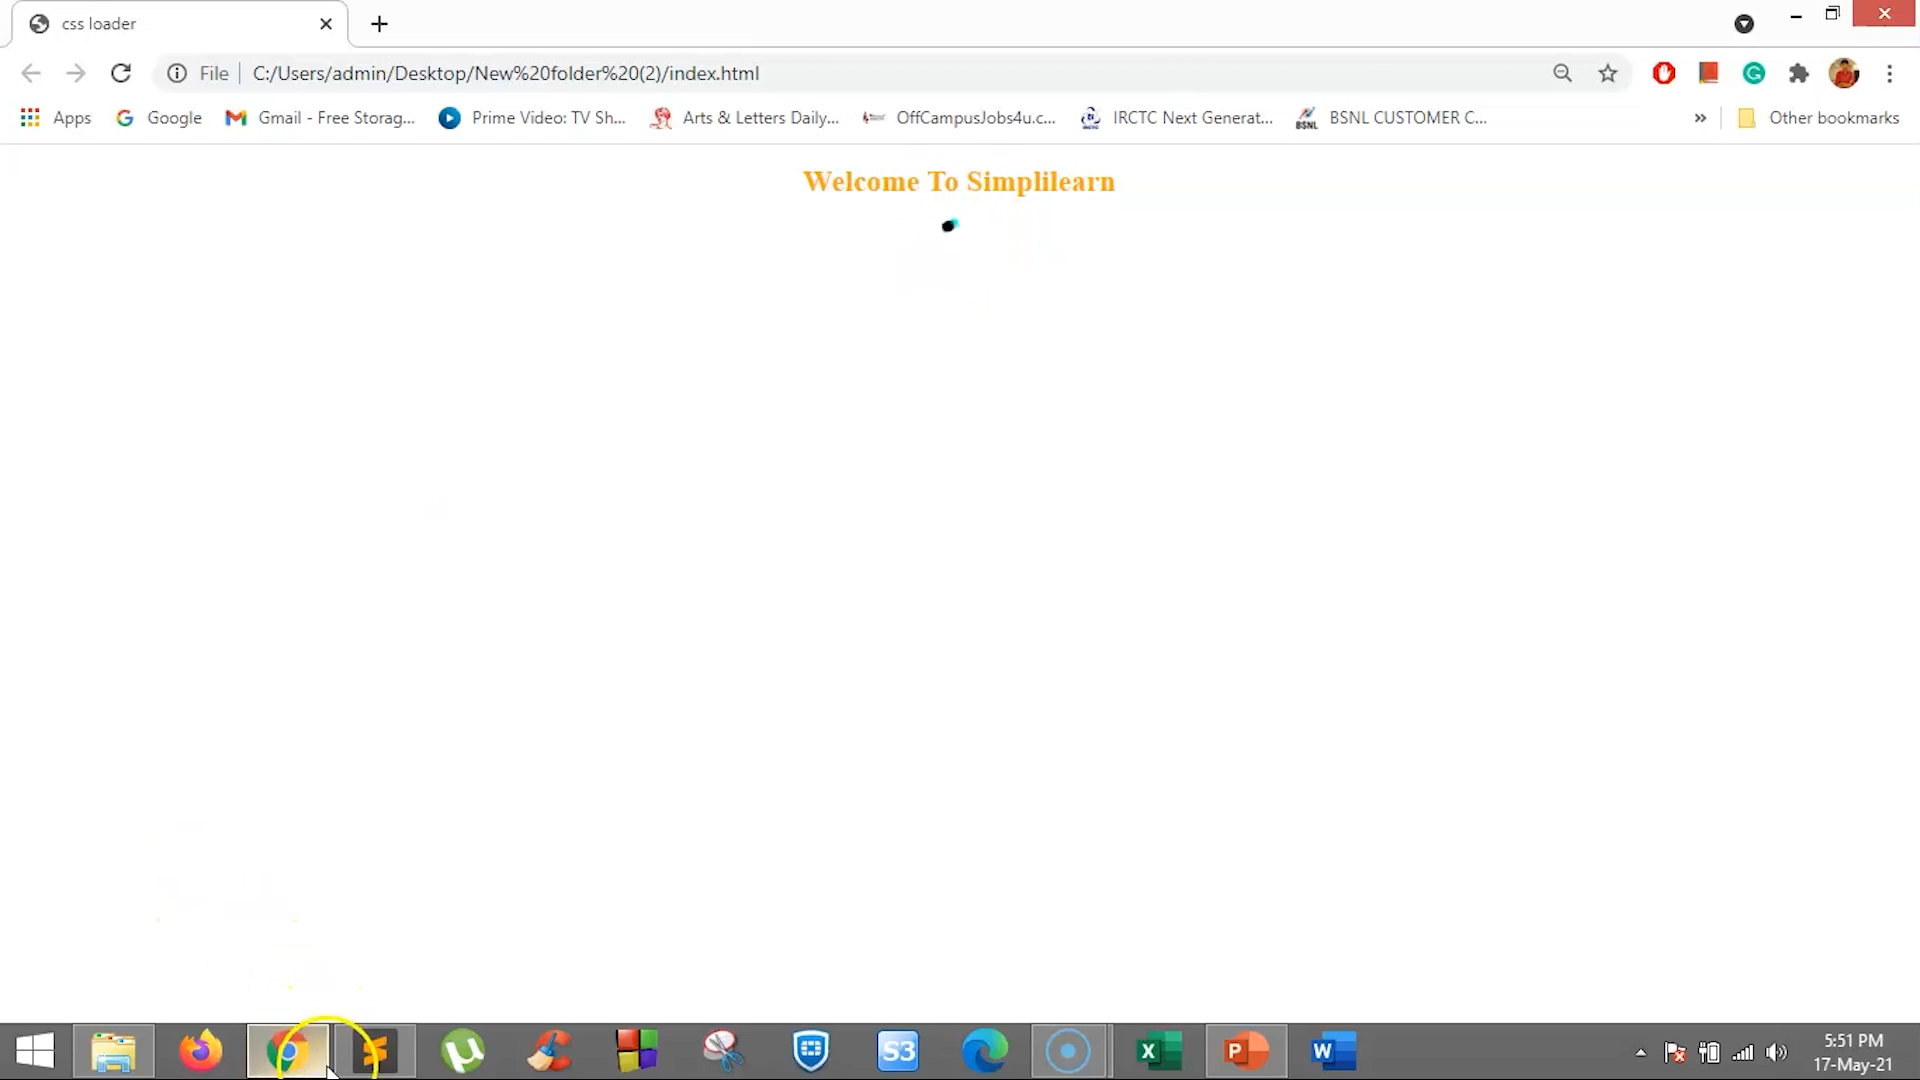 css loader
File
C:/Users/admin/Desktop/New%20folder%20(2)/index.html
Apps
Google
Gmail - Free Storag...
Prime Video: TV Sh...
Arts & Letters Daily...
OffCampusJobs4u.c...
IRCTC Next Generat...
BSNL
BSNL CUSTOMER C...
»
Other bookmarks
Welcome To Simplilearn
S3
5:51 PM
17-May-21